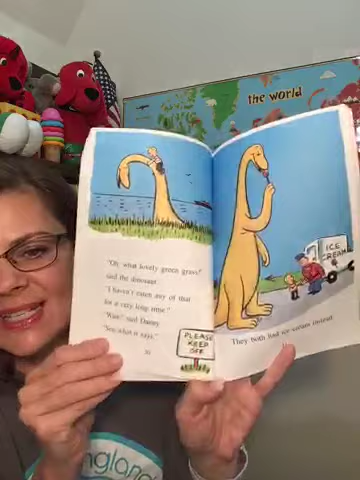 the world
"Oh, what lovely green grass!"
said the dinosaur.
"I haven't eaten any of that
for a very long time."
"Wait," said Danny.
"See what it says."
PLEASE
KEEP
OFF
ICE
CREAM
They both had ice cream instead.